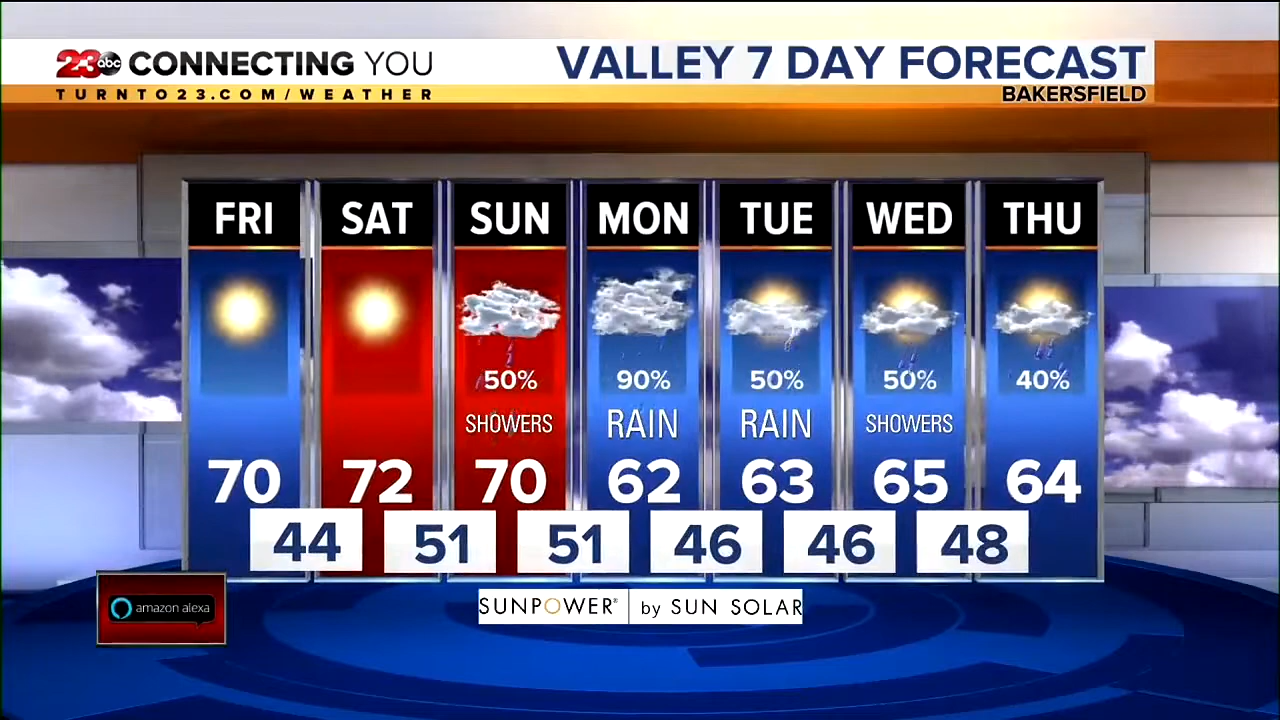 23 abc CONNECTING YOU
TURNTO23.COM/WEATHER
VALLEY 7 DAY FORECAST
BAKERSFIELD
FRI SAT SUN MON TUE WED THU
50% 90% 50% 50% 40%
SHOWERS RAIN RAIN SHOWERS
70 72 70 62 63 65 64
44 51 51 46 46 48
amazon alexa
SUNPOWER® by SUN SOLAR